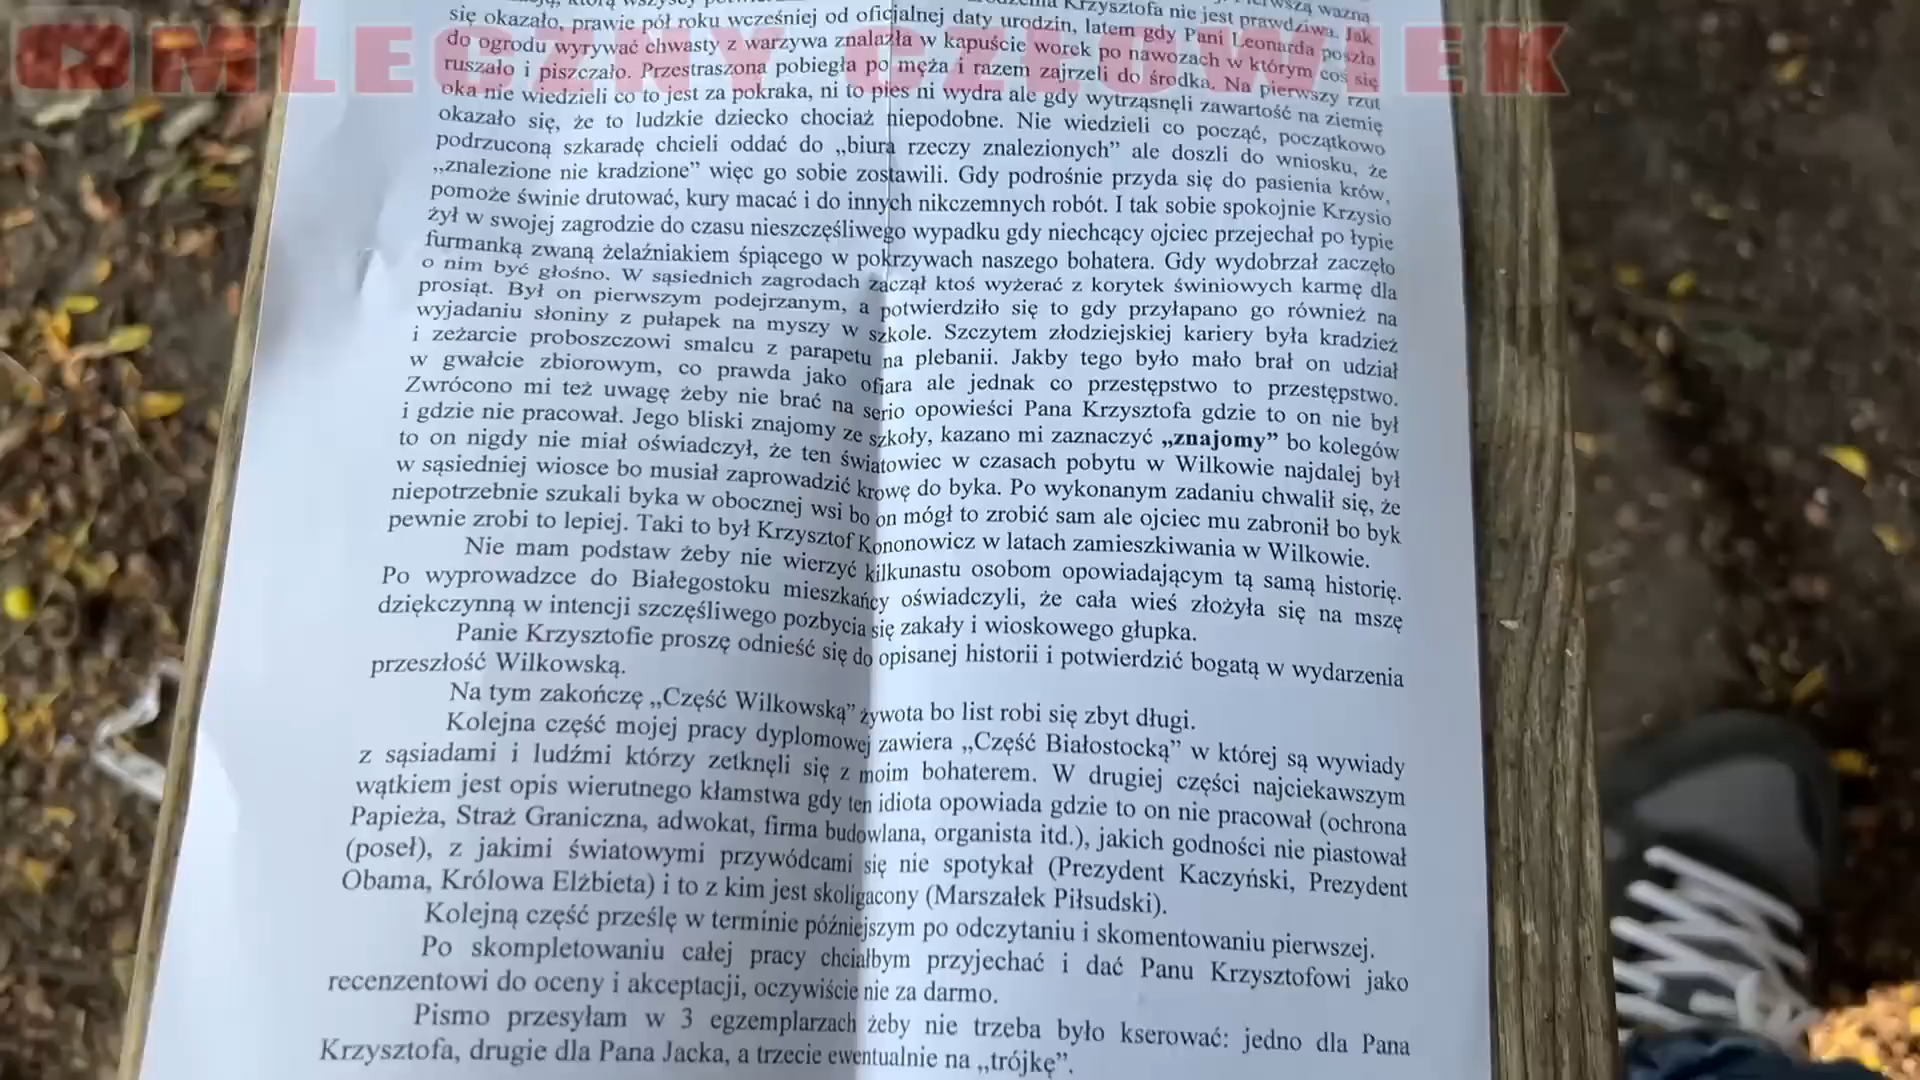 MLECZNY CZŁOWIEK
Krzysztofa nie jest prawdziwa. Jak
się okazało, prawie pół roku wcześniej od oficjalnej daty urodzin, latem gdy Pani Leonarda poszła
do ogrodu wyrywać chwasty z warzywa znalazła w kapuście worek po nawozach w którym coś się
ruszało i piszczało. Przestraszona pobiegła po męża i razem zajrzeli do środka. Na pierwszy rzut
oka nie wiedzieli co to jest za pokraka, ni to pies ni wydra ale gdy wytrząsnęli zawartość na ziemię
okazało się, że to ludzkie dziecko chociaż niepodobne. Nie wiedzieli co począć, początkowo
podrzuconą szkaradę chcieli oddać do „biura rzeczy znalezionych” ale doszli do wniosku, że
„znalezione nie kradzione” więc go sobie zostawili. Gdy podrośnie przyda się do pasienia krów,
pomoże świnie drutować, kury macać i do innych nikczemnych robót. I tak sobie spokojnie Krzysio
żył w swojej zagrodzie do czasu nieszczęśliwego wypadku gdy niechcący ojciec przejechał po łypie
furmanką zwaną żelaźniakiem śpiącego w pokrzywach naszego bohatera. Gdy wydobrzał zaczęło
o nim być głośno. W sąsiednich zagrodach zaczął ktoś wyżerać z korytek świniowych karmę dla
prosiąt. Był on pierwszym podejrzanym, a potwierdziło się to gdy przyłapano go również na
wyjadaniu słoniny z pułapek na myszy w szkole. Szczytem złodziejskiej kariery była kradzież
i zeżarcie proboszczowi smalcu z parapetu na plebanii. Jakby tego było mało brał on udział
w gwałcie zbiorowym, co prawda jako ofiara ale jednak co przestępstwo to przestępstwo.
Zwrócono mi też uwagę żeby nie brać na serio opowieści Pana Krzysztofa gdzie to on nie był
i gdzie nie pracował. Jego bliski znajomy ze szkoły, kazano mi zaznaczyć „znajomy” bo kolegów
to on nigdy nie miał oświadczył, że ten światowiec w czasach pobytu w Wilkowie najdalej był
w sąsiedniej wiosce bo musiał zaprowadzić krowę do byka. Po wykonanym zadaniu chwalił się, że
niepotrzebnie szukali byka w obocznej wsi bo on mógł to zrobić sam ale ojciec mu zabronił bo byk
pewnie zrobi to lepiej. Taki to był Krzysztof Kononowicz w latach zamieszkiwania w Wilkowie.
Nie mam podstaw żeby nie wierzyć kilkunastu osobom opowiadającym tą samą historię.
Po wyprowadzce do Białegostoku mieszkańcy oświadczyli, że cała wieś złożyła się na mszę
dziękczynną w intencji szczęśliwego pozbycia się zakały i wioskowego głupka.
Panie Krzysztofie proszę odnieść się do opisanej historii i potwierdzić bogatą w wydarzenia
przeszłość Wilkowską.
Na tym zakończę „Część Wilkowską” żywota bo list robi się zbyt długi.
Kolejna część mojej pracy dyplomowej zawiera „Część Białostocką” w której są wywiady
z sąsiadami i ludźmi którzy zetknęli się z moim bohaterem. W drugiej części najciekawszym
wątkiem jest opis wierutnego kłamstwa gdy ten idiota opowiada gdzie to on nie pracował (ochrona
Papieża, Straż Graniczna, adwokat, firma budowlana, organista itd.), jakich godności nie piastował
(poseł), z jakimi światowymi przywódcami się nie spotykał (Prezydent Kaczyński, Prezydent
Obama, Królowa Elżbieta) i to z kim jest skoligacony (Marszałek Piłsudski).
Kolejną część prześlę w terminie późniejszym po odczytaniu i skomentowaniu pierwszej.
Po skompletowaniu całej pracy chciałbym przyjechać i dać Panu Krzysztofowi jako
recenzentowi do oceny i akceptacji, oczywiście nie za darmo.
Pismo przesyłam w 3 egzemplarzach żeby nie trzeba było kserować: jedno dla Pana
Krzysztofa, drugie dla Pana Jacka, a trzecie ewentualnie na „trójkę”.